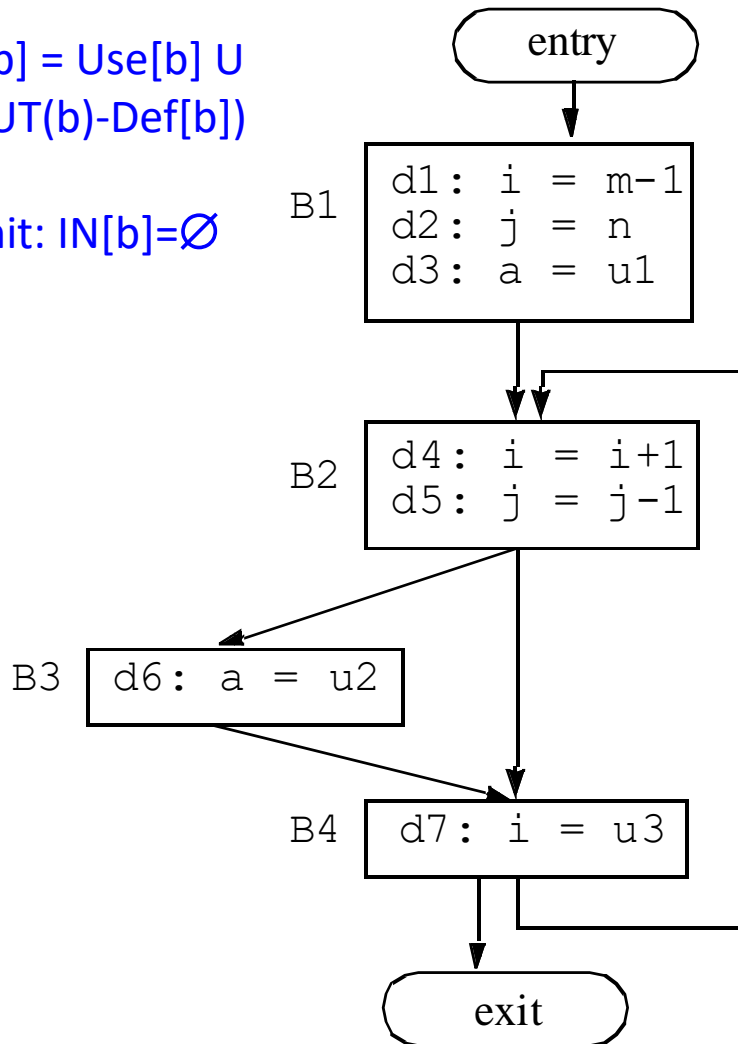 b] = Use[b] U
UT(b)-Def[b])
it: IN[b]=∅
entry
B1
d1: i = m-1
d2: j = n
d3: a = u1
B2
d4: i = i+1
d5: j = j-1
B3
d6: a = u2
B4
d7: i = u3
exit